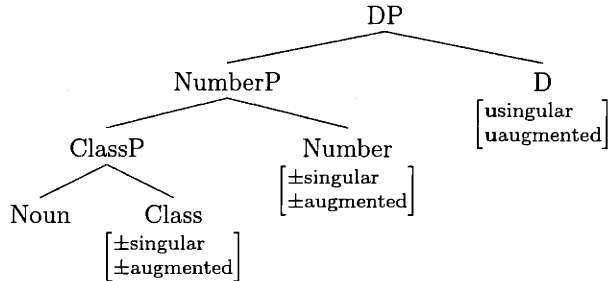 DP
NumberP D
[usingular
uaugmented]
ClassP Number
[±singular
±augmented]
Noun Class
[±singular
±augmented]